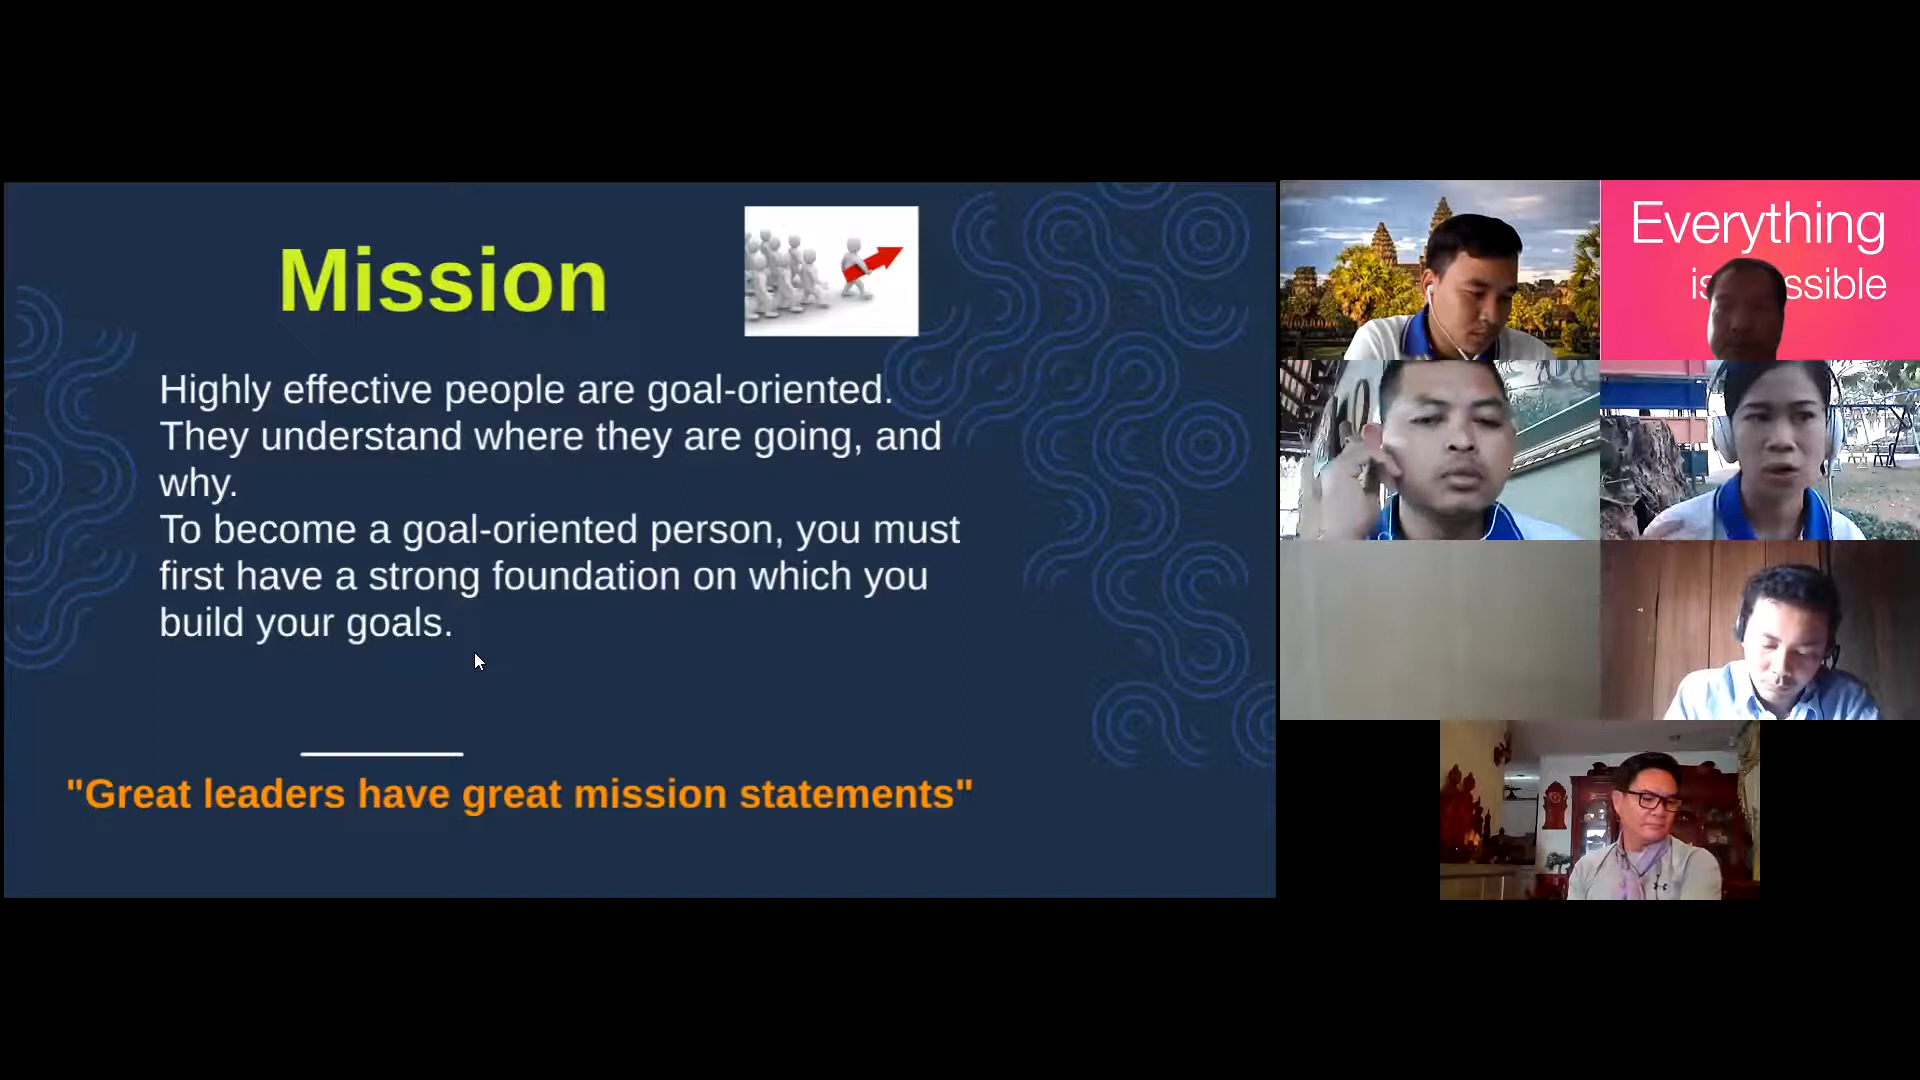 Mission
Highly effective people are goal-oriented.
They understand where they are going, and
why.
To become a goal-oriented person, you must
first have a strong foundation on which you
build your goals.
"Great leaders have great mission statements"
Everything
is ssible